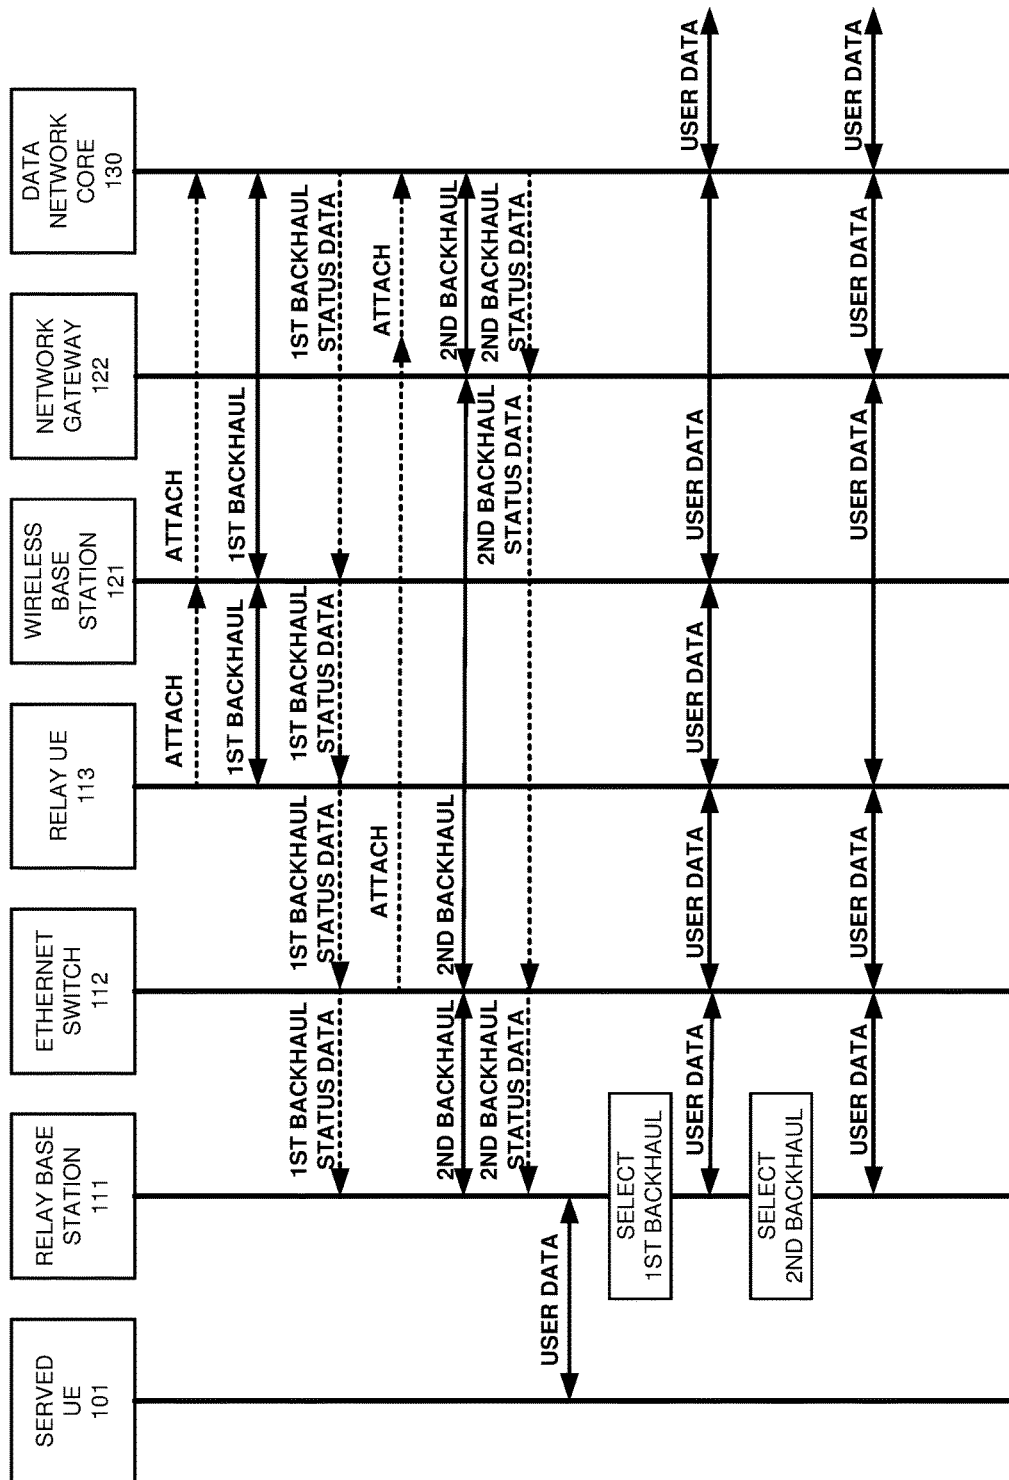 SERVED
UE
101
RELAY BASE
STATION
111
ETHERNET
SWITCH
112
RELAY UE
113
WIRELESS
BASE
STATION
121
NETWORK
GATEWAY
122
DATA
NETWORK
CORE
130
ATTACH
ATTACH
1ST BACKHAUL
1ST BACKHAUL
1ST BACKHAUL
STATUS DATA
1ST BACKHAUL
STATUS DATA
1ST BACKHAUL
STATUS DATA
1ST BACKHAUL
STATUS DATA
ATTACH
ATTACH
2ND BACKHAUL
2ND BACKHAUL
2ND BACKHAUL
2ND BACKHAUL
STATUS DATA
2ND BACKHAUL
STATUS DATA
2ND BACKHAUL
STATUS DATA
USER DATA
SELECT
1ST BACKHAUL
USER DATA
USER DATA
USER DATA
USER DATA
USER DATA
SELECT
2ND BACKHAUL
USER DATA
USER DATA
USER DATA
USER DATA
USER DATA